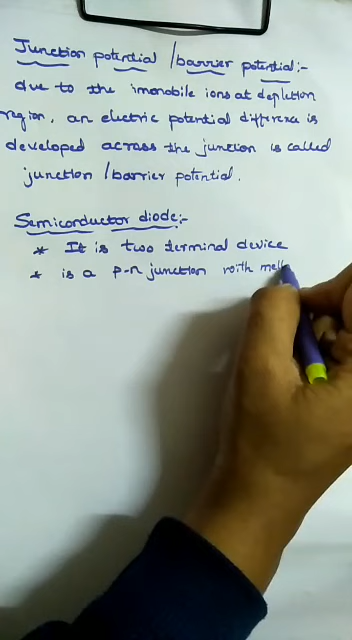 Junction potential / barrier potential:-
due to the immobile ions at depletion
region, an electric potential difference is
developed across the junction is called
junction / barrier potential.
Semiconductor diode:-
* It is two terminal device
* is a p-n junction with